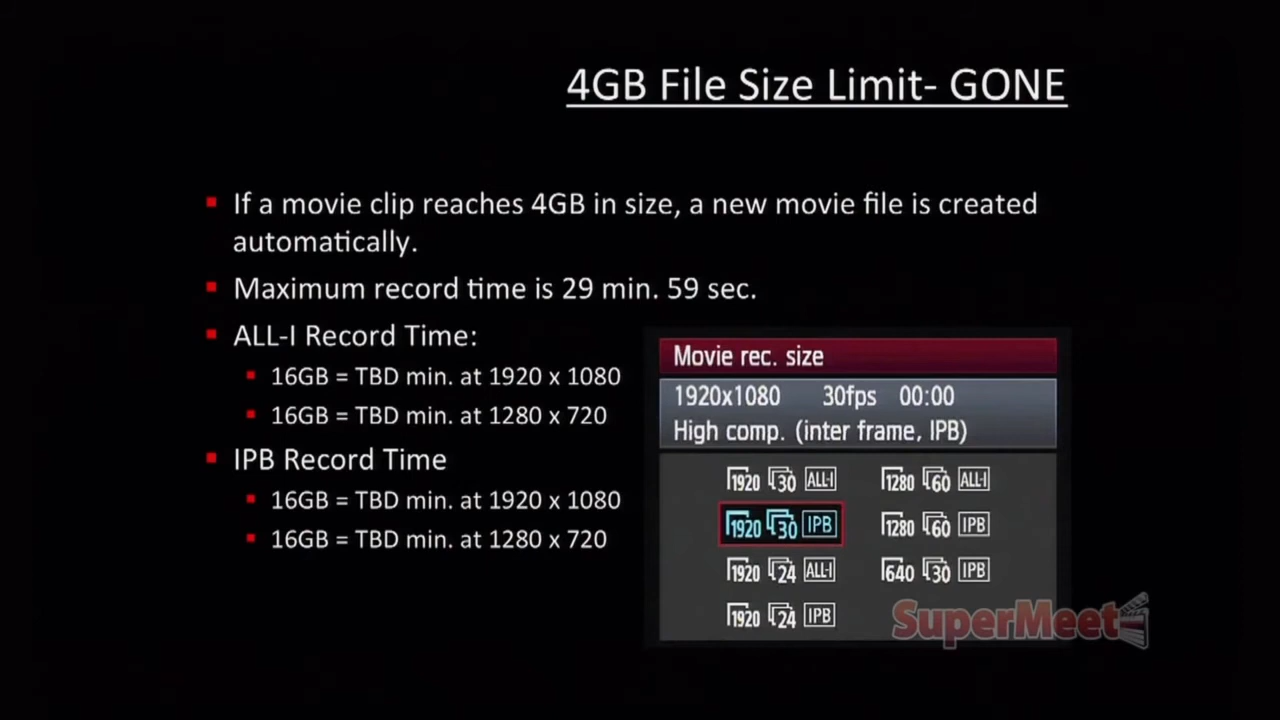 4GB File Size Limit- GONE
If a movie clip reaches 4GB in size, a new movie file is created
automatically.
Maximum record time is 29 min. 59 sec.
ALL-I Record Time:
16GB = TBD min. at 1920 x 1080
16GB = TBD min. at 1280 x 720
IPB Record Time
16GB = TBD min. at 1920 x 1080
16GB = TBD min. at 1280 x 720
Movie rec. size
1920x1080 30fps 00:00
High comp. (inter frame, IPB)
1920 30 ALL-I 1280 60 ALL-I
1920 30 IPB 1280 60 IPB
1920 24 ALL-I 640 30 IPB
1920 24 IPB
SuperMeet